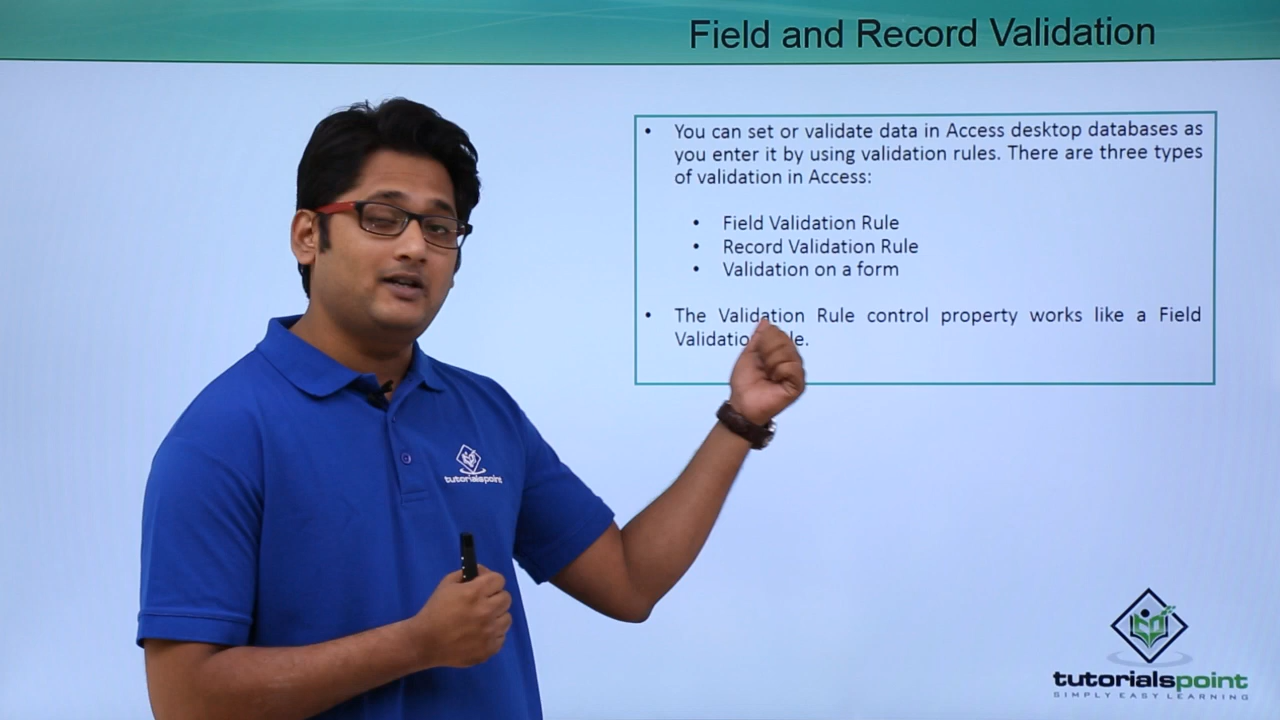 Field and Record Validation
• You can set or validate data in Access desktop databases as
you enter it by using validation rules. There are three types
of validation in Access:
• Field Validation Rule
• Record Validation Rule
• Validation on a form
• The Validation Rule control property works like a Field
Validation
tutorialspoint
tutorialspoint
SIMPLY EASY LEARNING